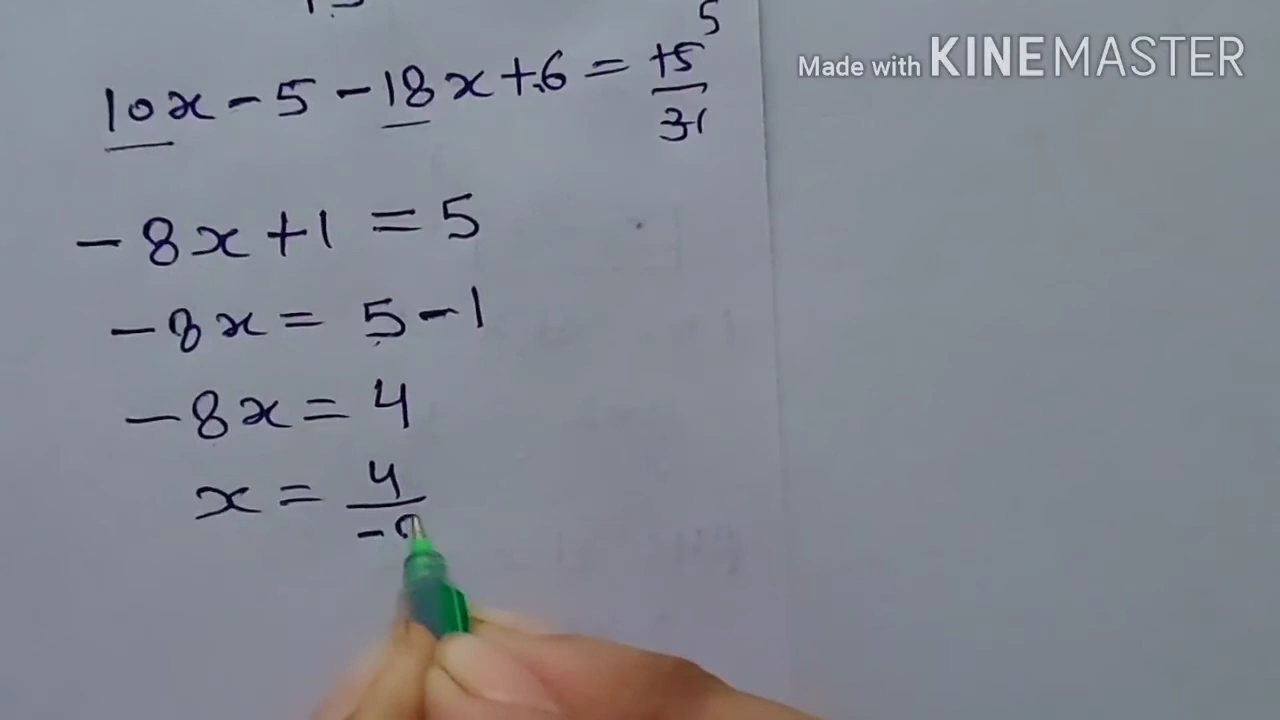 Made with KINEMASTER
10x - 5 - 18x + 6 = 15/3 5
-8x + 1 = 5
-8x = 5 - 1
-8x = 4
x = 4/-8